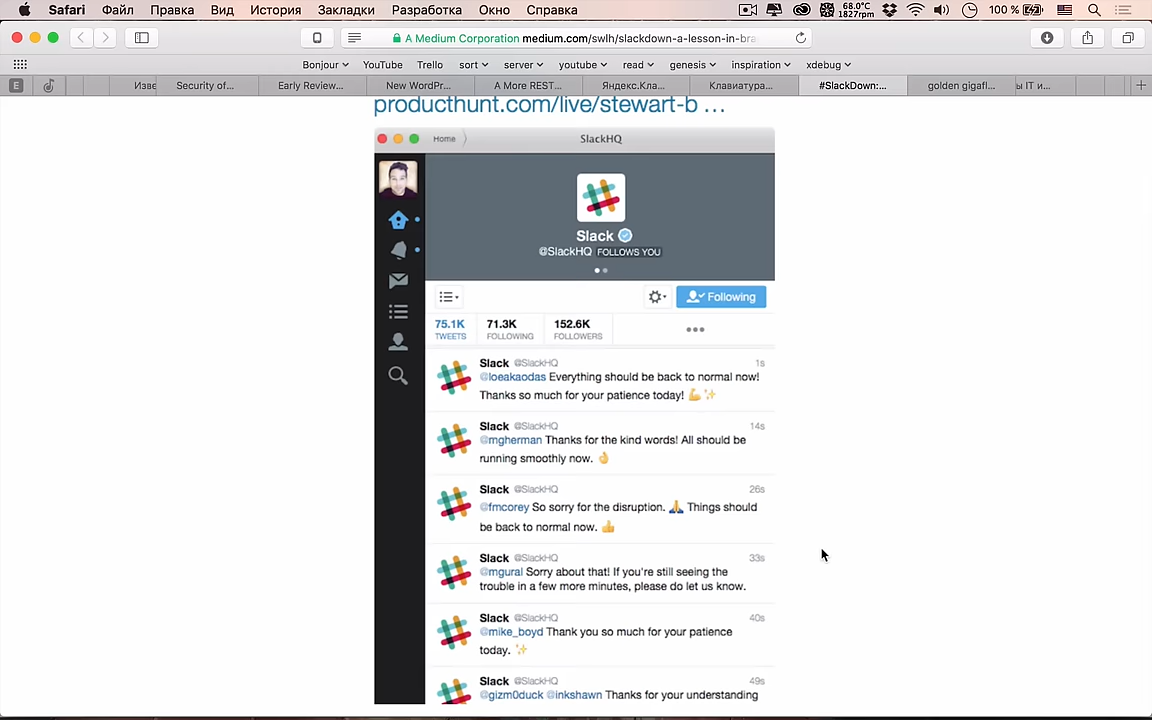 Safari Файл Правка Вид История Закладки Разработка Окно Справка 68.0°C 1827rpm 100 %
A Medium Corporation medium.com/swlh/slackdown-a-lesson-in-bra
Bonjour YouTube Trello sort server youtube read genesis inspiration xdebug
E Изве Security of... Early Review... New WordPr... A More REST... Яндекс.Кла... Клавиатура... #SlackDown:... golden gigafl... ы IT и...
producthunt.com/live/stewart-b …
Home SlackHQ
Slack
@SlackHQ FOLLOWS YOU
Following
75.1K 71.3K 152.6K
TWEETS FOLLOWING FOLLOWERS
Slack @SlackHQ 1s
@loeakaodas Everything should be back to normal now!
Thanks so much for your patience today! 💪✨
Slack @SlackHQ 14s
@mgherman Thanks for the kind words! All should be
running smoothly now. 👌
Slack @SlackHQ 26s
@fmcorey So sorry for the disruption. 🙏 Things should
be back to normal now. 👍
Slack @SlackHQ 33s
@mgural Sorry about that! If you're still seeing the
trouble in a few more minutes, please do let us know.
Slack @SlackHQ 40s
@mike_boyd Thank you so much for your patience
today. ✨
Slack @SlackHQ 49s
@gizm0duck @inkshawn Thanks for your understanding